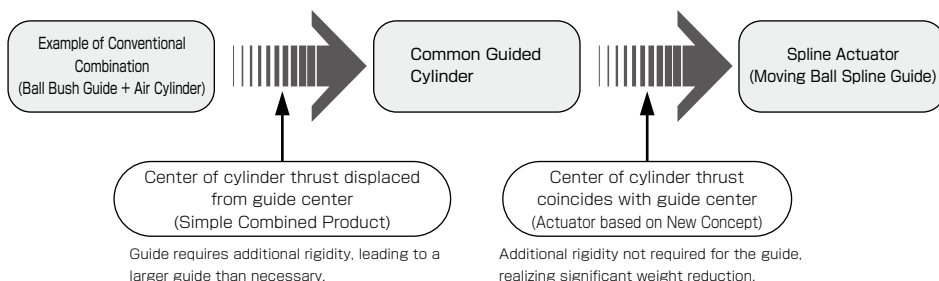 Example of Conventional
Combination
(Ball Bush Guide + Air Cylinder)
Common Guided
Cylinder
Spline Actuator
(Moving Ball Spline Guide)
Center of cylinder thrust displaced
from guide center
(Simple Combined Product)
Guide requires additional rigidity, leading to a
larger guide than necessary.
Center of cylinder thrust
coincides with guide center
(Actuator based on New Concept)
Additional rigidity not required for the guide,
realizing significant weight reduction.